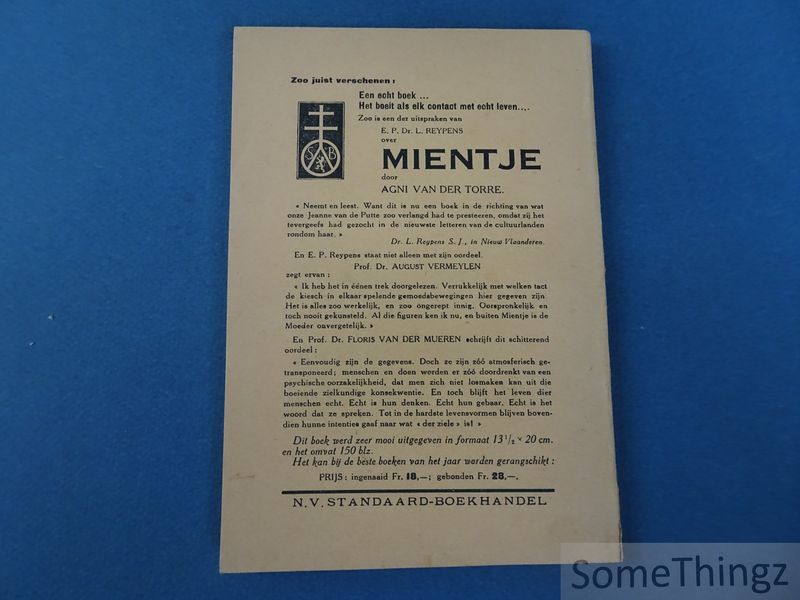 Zoo juist verschenen :
Een echt boek ...
Het boeit als elk contact met echt leven....
Zoo is een der uitspraken van
E. P. Dr. L. REYPENS
over
MIENTJE
door
AGNI VAN DER TORRE.
S B
« Neemt en leest. Want dit is nu een boek in de richting van wat
onze Jeanne van de Putte zoo verlangd had te presteeren, omdat zij het
tevergeefs had gezocht in de nieuwste letteren van de cultuurlanden
rondom haar. »
Dr. L. Reypens S. J., in Nieuw Vlaanderen.
En E. P. Reypens staat niet alleen met zijn oordeel.
Prof. Dr. AUGUST VERMEYLEN
zegt ervan :
« Ik heb het in éénen trek doorgelezen. Verrukkelijk met welken tact
de kiesch in elkaar spelende gemoedsbewegingen hier gegeven zijn.
Het is alles zoo werkelijk, en zoo ongerept innig. Oorspronkelijk en
toch nooit gekunsteld. Al die figuren ken ik nu, en buiten Mientje is de
Moeder onvergetelijk. »
En Prof. Dr. FLORIS VAN DER MUEREN schrijft dit schitterend
oordeel :
« Eenvoudig zijn de gegevens. Doch ze zijn zóó atmosferisch ge-
transponeerd; menschen en doen worden er zóó doordrenkt van een
psychische oorzakelijkheid, dat men zich niet losmaken kan uit die
boeiende zielkundige konsekwentie. En toch blijft het leven dier
menschen echt. Echt is hun denken. Echt hun gebaar. Echt is het
woord dat ze spreken. Tot in de hardste levensvormen blijven boven-
dien hunne intenties gaaf naar wat « der ziele » is! »
Dit boek werd zeer mooi uitgegeven in formaat 13 1/2 × 20 cm.
en het omvat 150 blz.
Het kan bij de beste boeken van het jaar worden gerangschikt :
PRIJS : ingenaaid Fr. 18,—; gebonden Fr. 28,—.
N.V. STANDAARD-BOEKHANDEL
SomeThingz